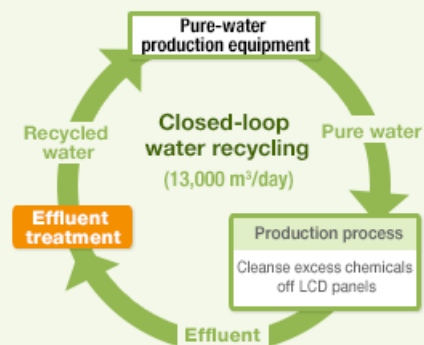 Pure-water
production equipment
Recycled
water
Closed-loop
water recycling
(13,000 m³/day)
Pure water
Effluent
treatment
Production process
Cleanse excess chemicals
off LCD panels
Effluent